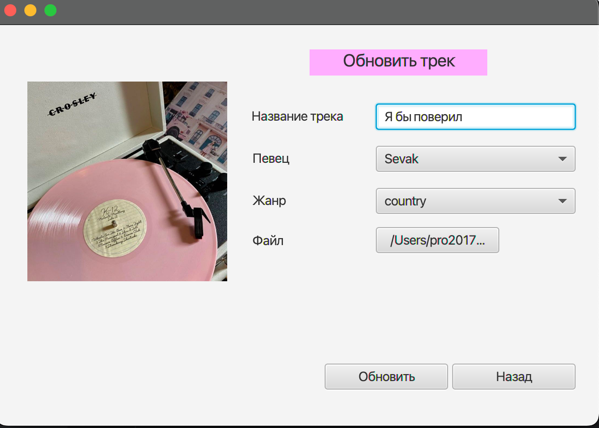 Обновить трек
CROSLEY
Название трека
Я бы поверил
Певец
Sevak
Жанр
country
Файл
/Users/pro2017...
Обновить
Назад